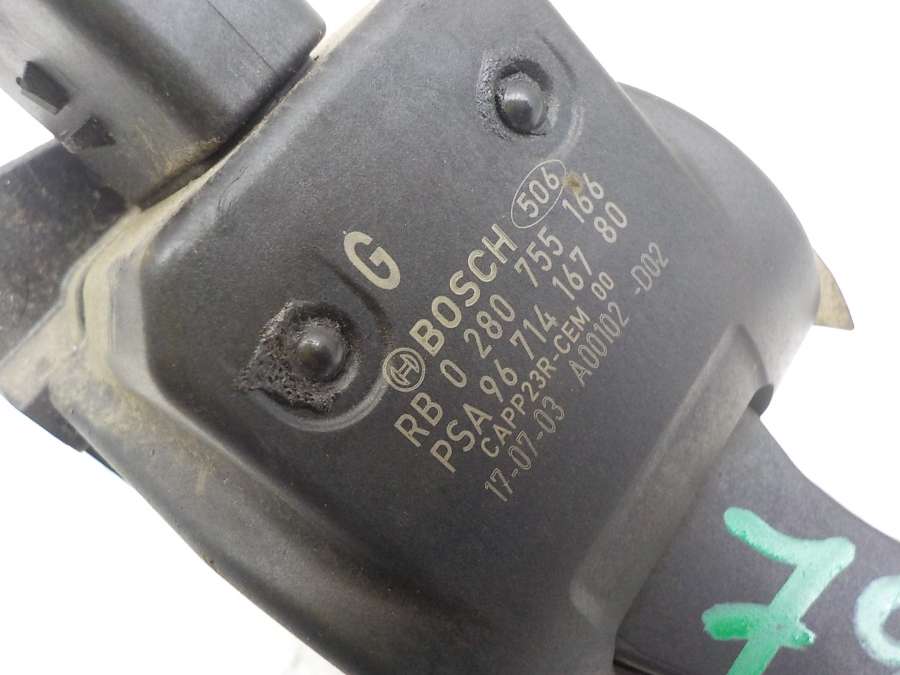 G
BOSCH 506
RB 0 280 755 166
PSA 96 714 167 80
CAPP23R-CEM 00
17-07-03 A00102 -D02